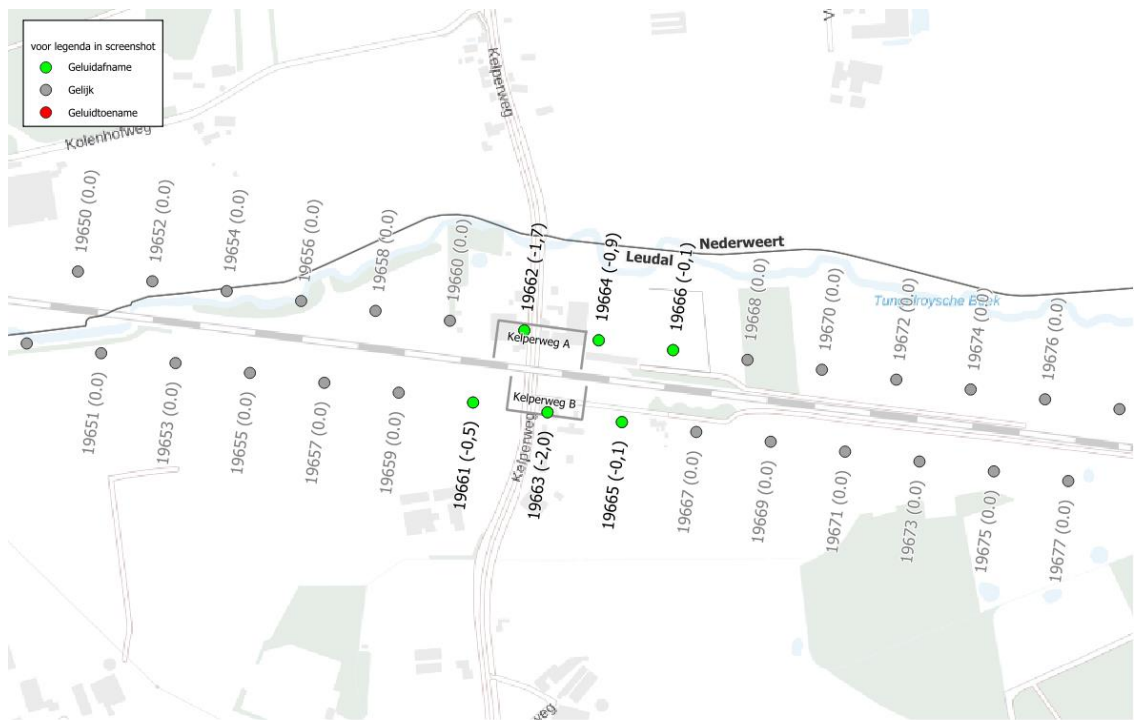 voor legenda in screenshot
Geluidafname
Gelijk
Geluidtoename
Kelperweg
Kolenhofweg
19650 (0.0)
19652 (0.0)
19654 (0.0)
19656 (0.0)
19658 (0.0)
19660 (0.0)
19662 (-1,7)
19664 (-0,9)
19666 (-0,1)
19668 (0.0)
19670 (0.0)
19672 (0.0)
19674 (0.0)
19676 (0.0)
Nederweert
Leudal
Kelperweg A
Kelperweg B
Kelperweg
19651 (0.0)
19653 (0.0)
19655 (0.0)
19657 (0.0)
19659 (0.0)
19661 (-0,5)
19663 (-2,0)
19665 (-0,1)
19667 (0.0)
19669 (0.0)
19671 (0.0)
19673 (0.0)
19675 (0.0)
19677 (0.0)
weg